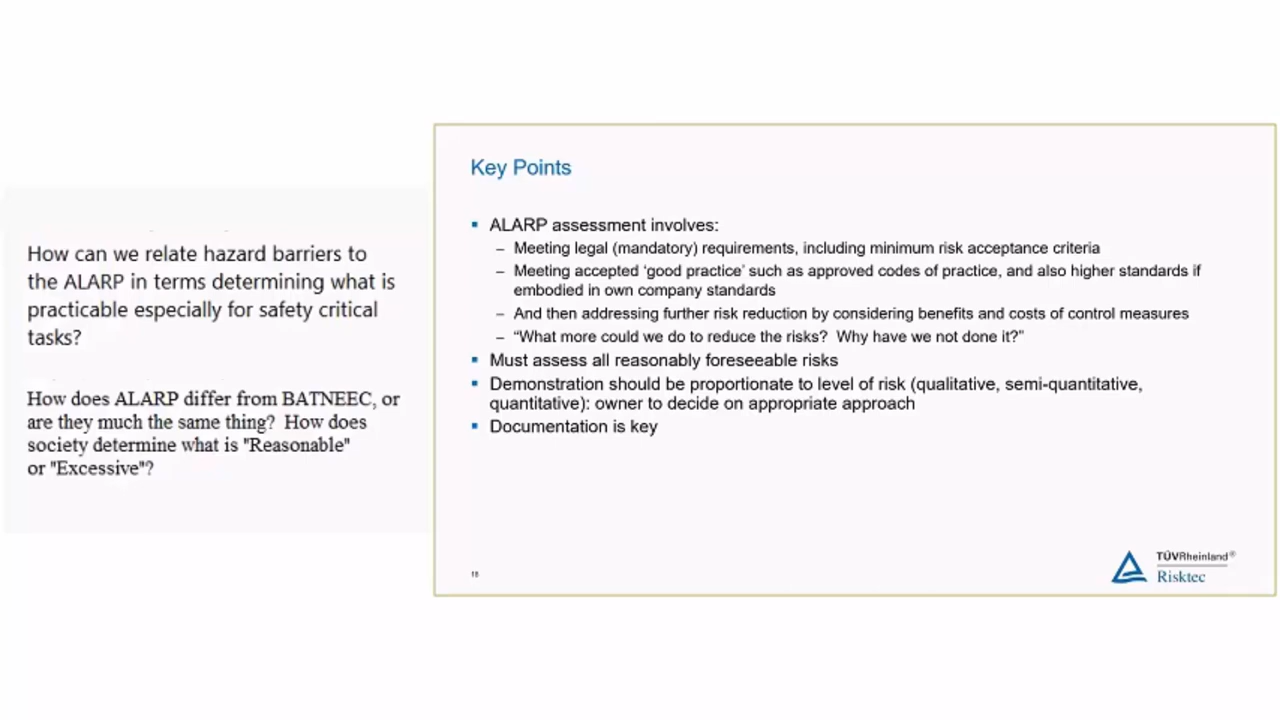 How can we relate hazard barriers to
the ALARP in terms determining what is
practicable especially for safety critical
tasks?
How does ALARP differ from BATNEEC, or
are they much the same thing? How does
society determine what is "Reasonable"
or "Excessive"?
Key Points
▪ ALARP assessment involves:
– Meeting legal (mandatory) requirements, including minimum risk acceptance criteria
– Meeting accepted ‘good practice’ such as approved codes of practice, and also higher standards if
embodied in own company standards
– And then addressing further risk reduction by considering benefits and costs of control measures
– “What more could we do to reduce the risks? Why have we not done it?”
▪ Must assess all reasonably foreseeable risks
▪ Demonstration should be proportionate to level of risk (qualitative, semi-quantitative,
quantitative): owner to decide on appropriate approach
▪ Documentation is key
TÜVRheinland®
Risktec